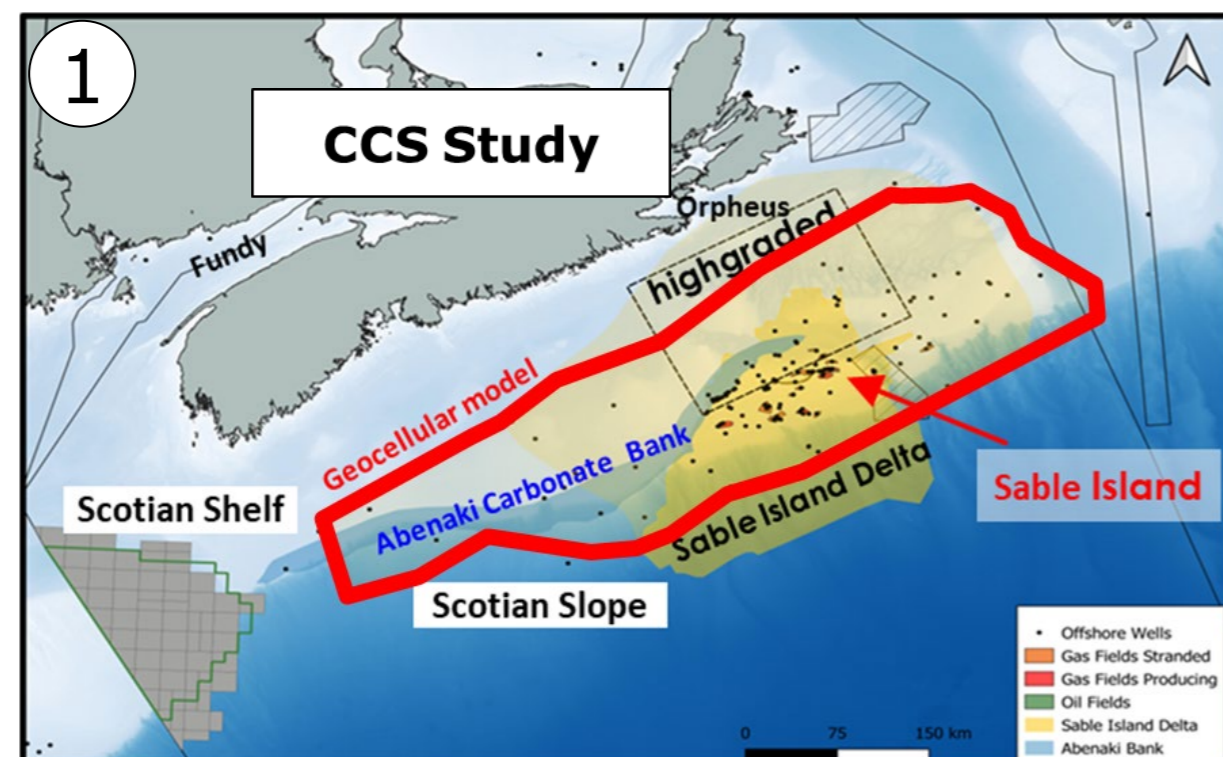 1
CCS Study
Orpheus
highgraded
Fundy
Geocellular model
Abenaki Carbonate Bank
Scotian Shelf
Sable Island
Sable Island Delta
Scotian Slope
Offshore Wells
Gas Fields Stranded
Gas Fields Producing
Oil Fields
Sable Island Delta
Abenaki Bank
0 75 150 km